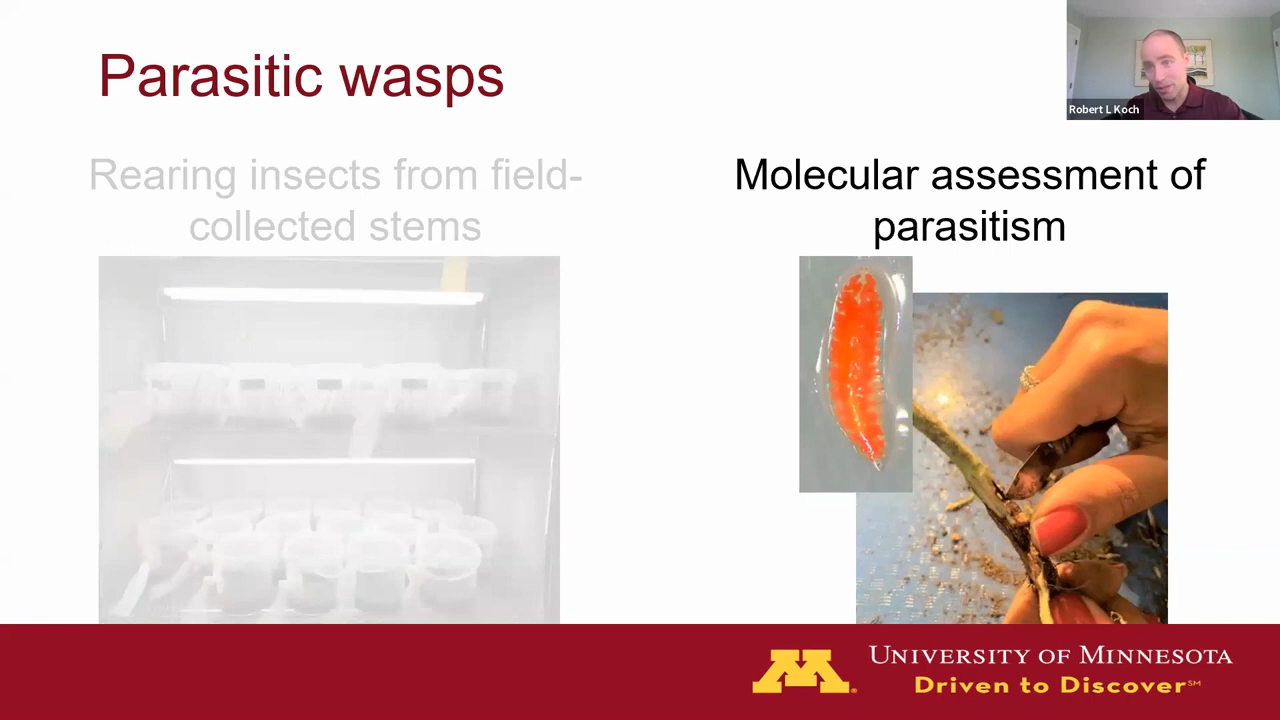 Parasitic wasps
Robert L Koch
Rearing insects from field-
collected stems
Molecular assessment of
parasitism
UNIVERSITY OF MINNESOTA
Driven to Discover℠